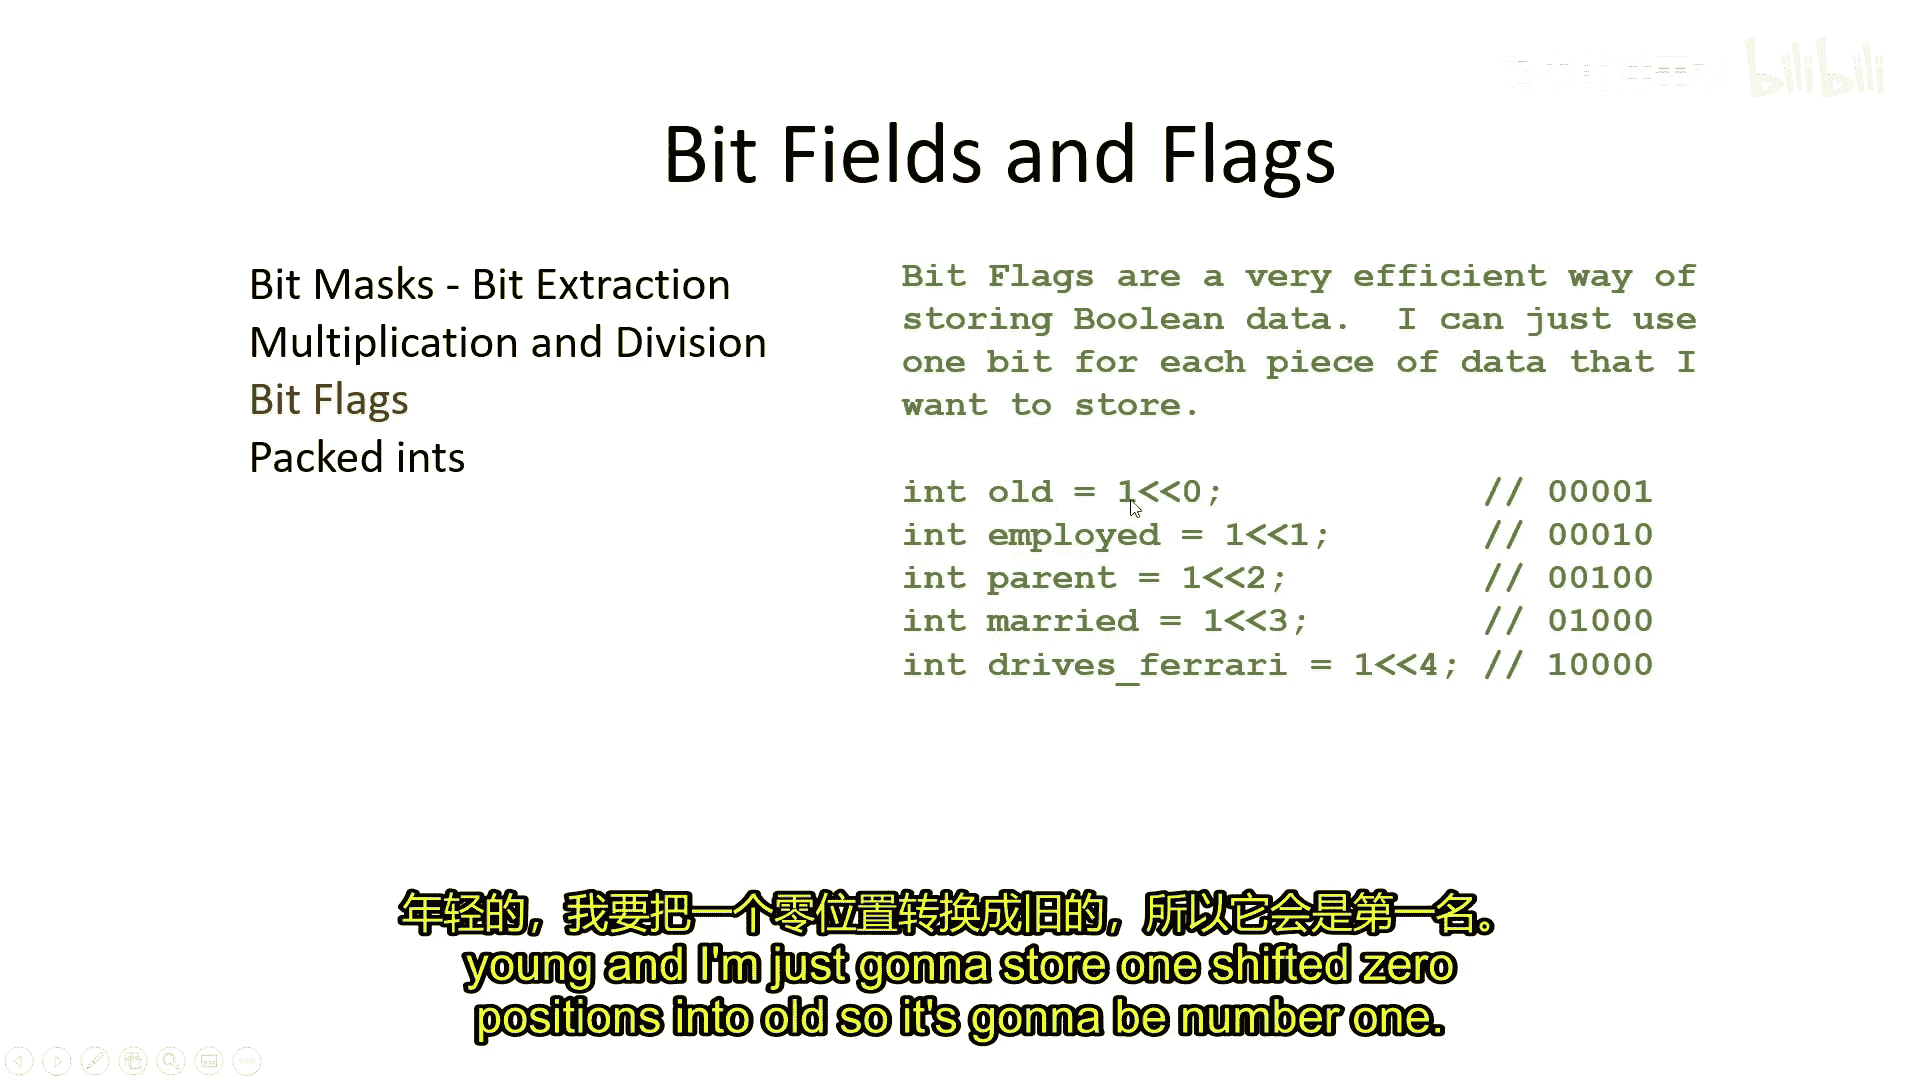 bilibili
Bit Fields and Flags
Bit Masks - Bit Extraction
Multiplication and Division
Bit Flags
Packed ints
Bit Flags are a very efficient way of
storing Boolean data.  I can just use
one bit for each piece of data that I
want to store.
int old = 1<<0;            // 00001
int employed = 1<<1;       // 00010
int parent = 1<<2;         // 00100
int married = 1<<3;        // 01000
int drives_ferrari = 1<<4; // 10000
年轻的，我要把一个零位置转换成旧的，所以它会是第一名。
young and I'm just gonna store one shifted zero
positions into old so it's gonna be number one.